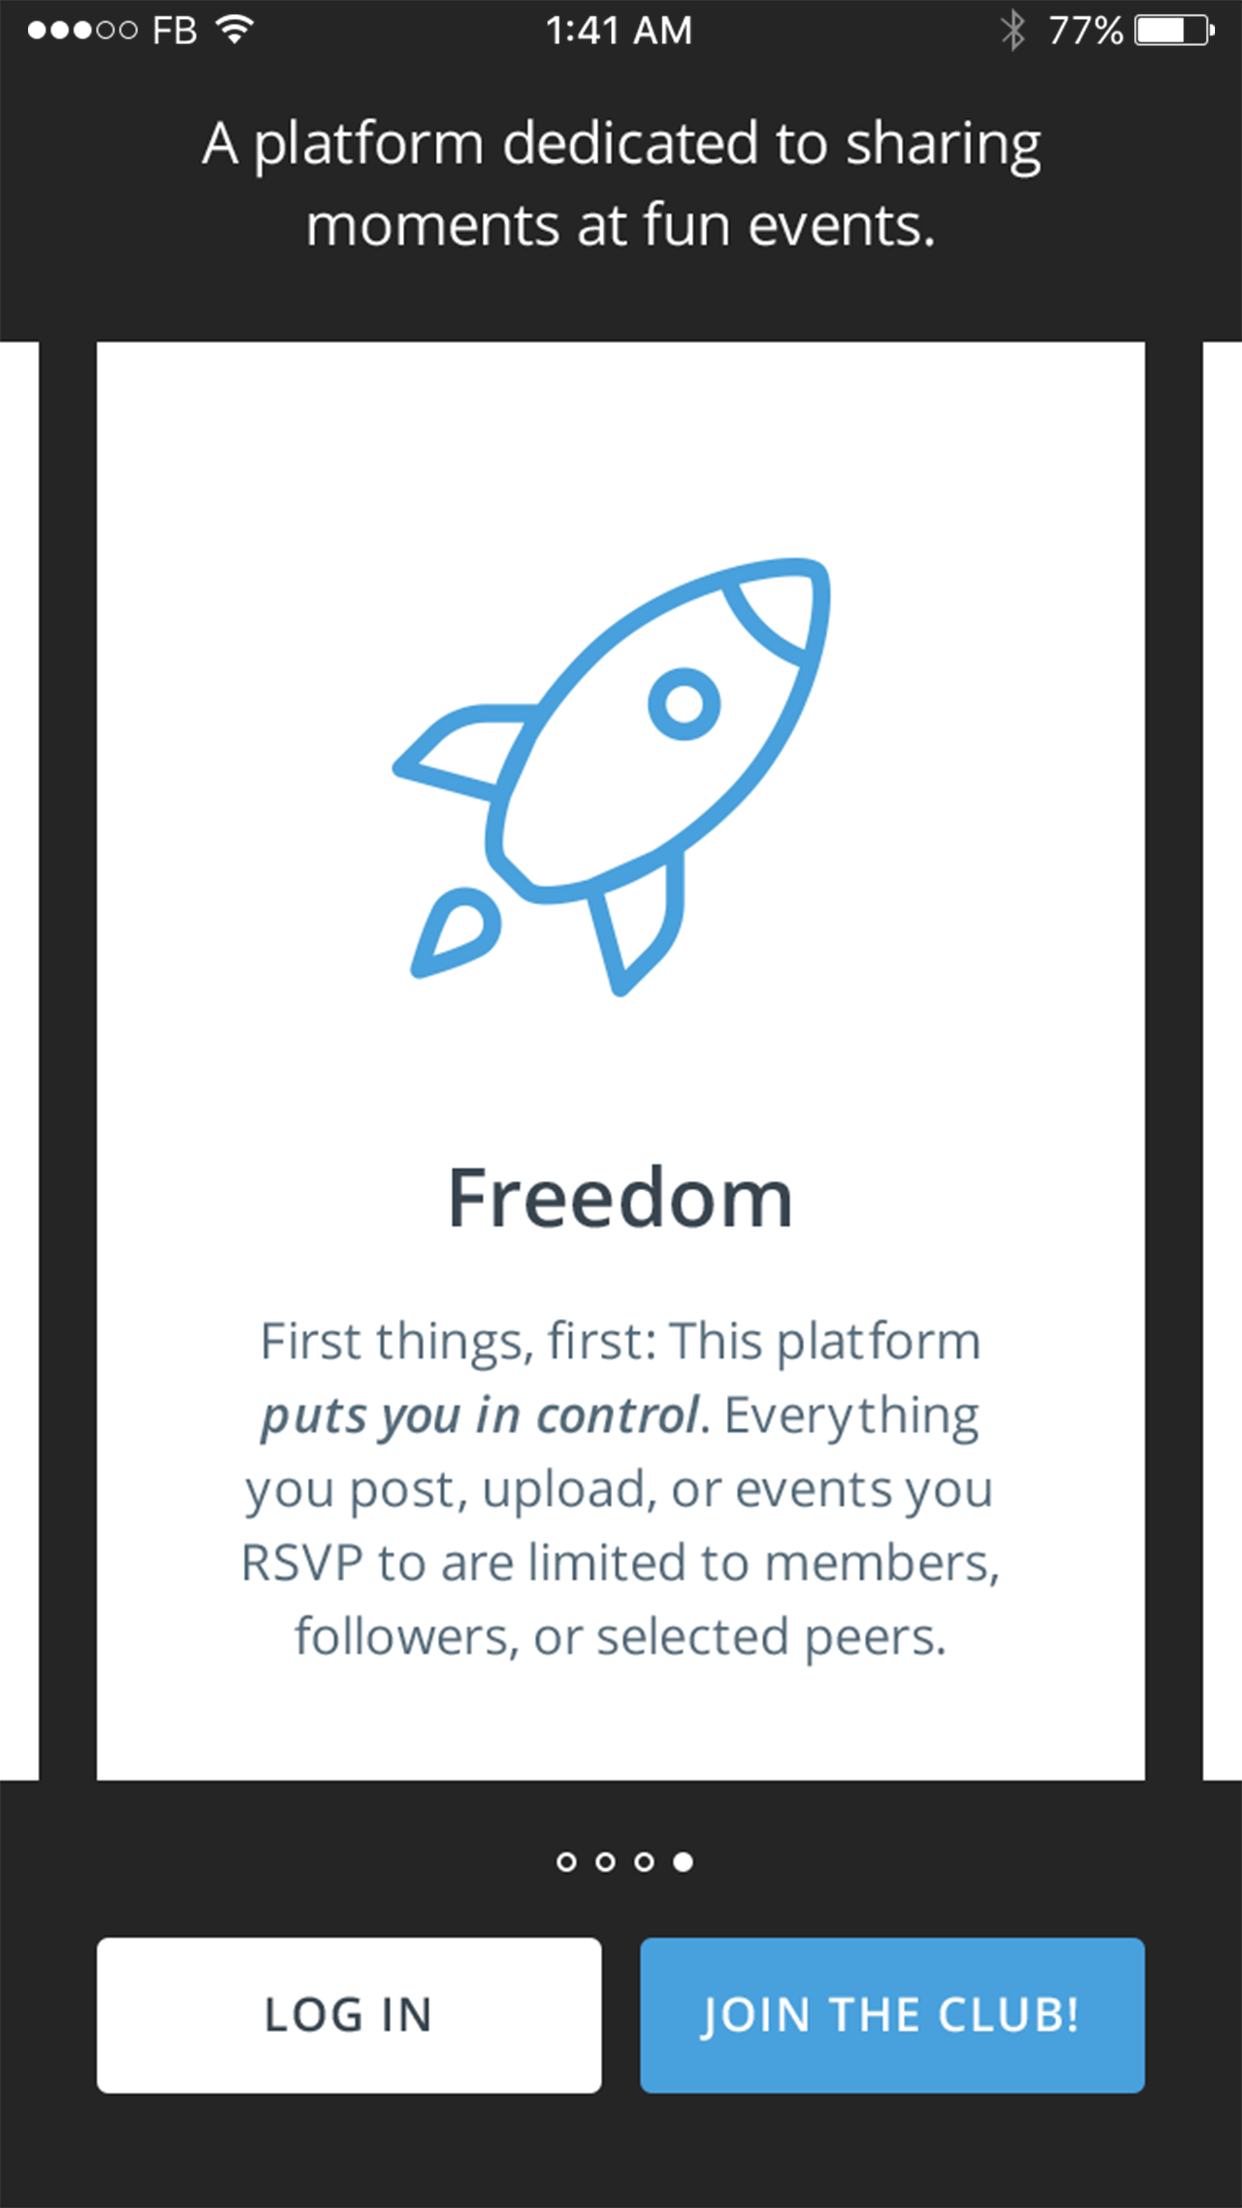 FB
1:41 AM
77%
A platform dedicated to sharing
moments at fun events.
Freedom
First things, first: This platform
puts you in control. Everything
you post, upload, or events you
RSVP to are limited to members,
followers, or selected peers.
LOG IN
JOIN THE CLUB!